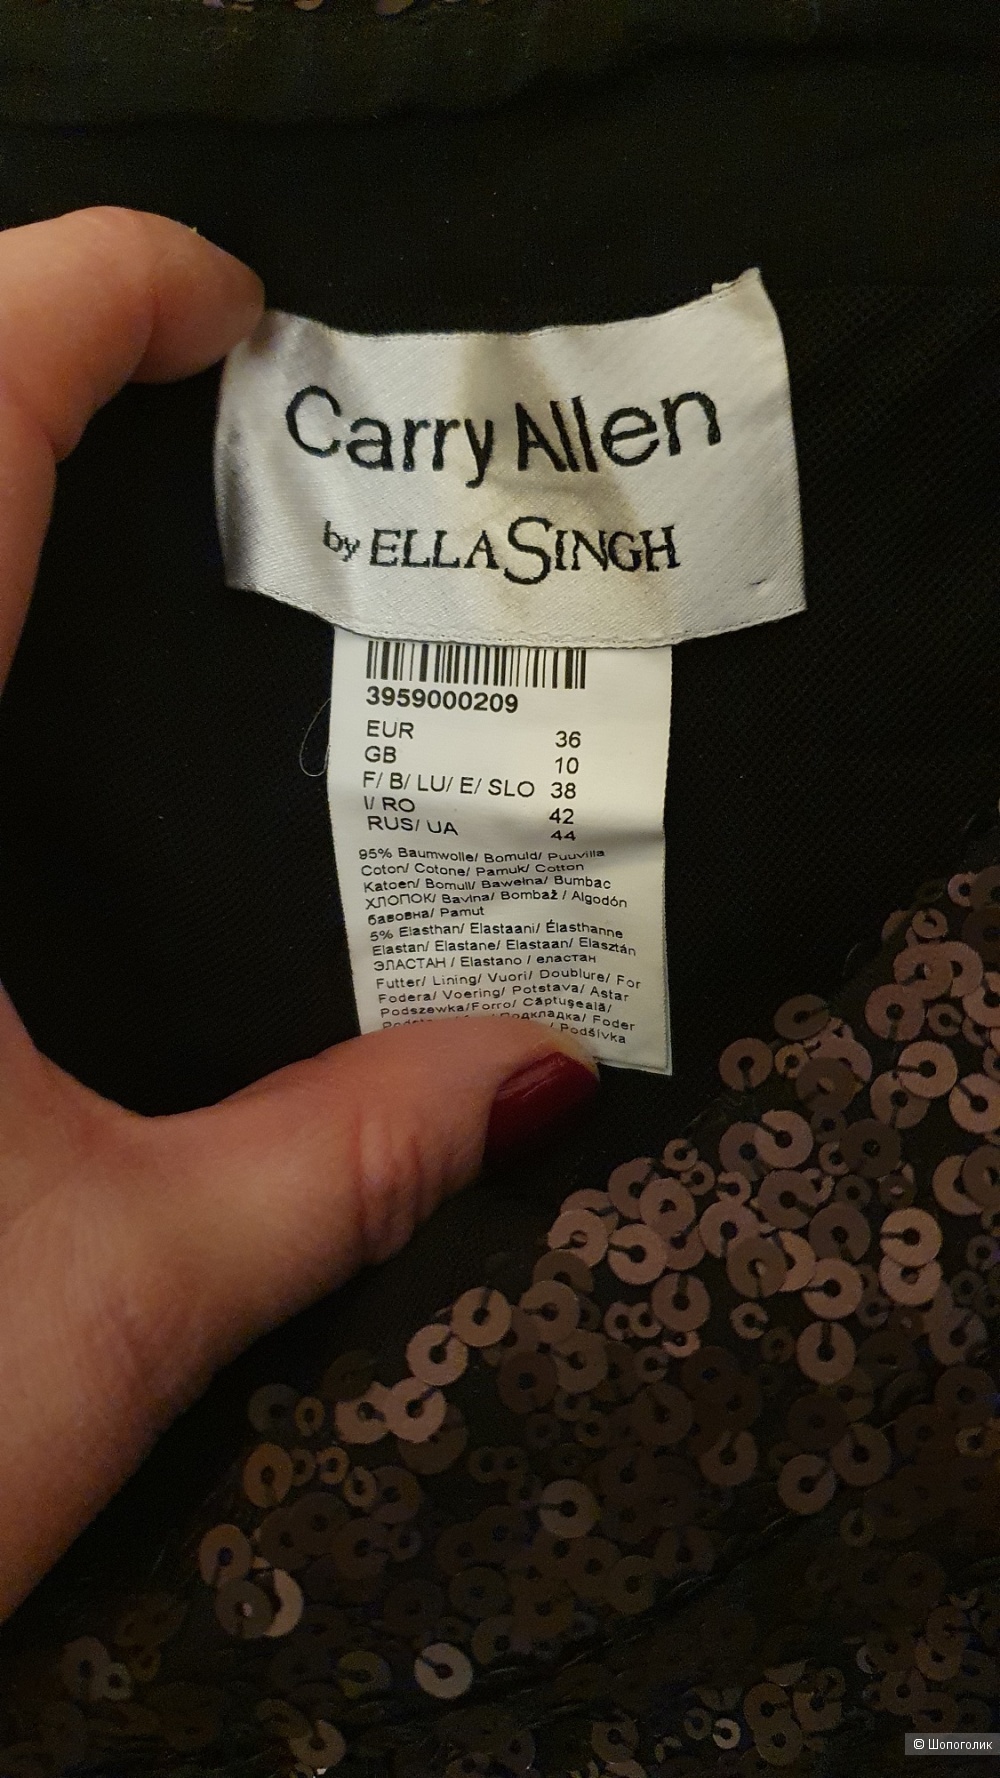 Carry Allen
by ELLA SINGH
3959000209
EUR 36
GB 10
F/ B/ LU/ E/ SLO 38
I/ RO 42
RUS/ UA 44
95% Baumwolle/ Bomuld/ Puuvilla
Coton/ Cotone/ Pamuk/ Cotton
Katoen/ Bomull/ Bawełna/ Bumbac
ХЛОПОК/ Bavlna/ Bombaž / Algodón
бавовна/ Pamut
5% Elasthan/ Elastaani/ Élasthanne
Elastan/ Elastane/ Elastaan/ Elasztán
ЭЛАСТАН / Elastano / еластан
Futter/ Lining/ Vuori/ Doublure/ For
Fodera/ Voering/ Potstava/ Astar
Podszewka/Forro/ Căptuşeală/
Подкладка/ Foder
/ Podšívka
© Шопоголик